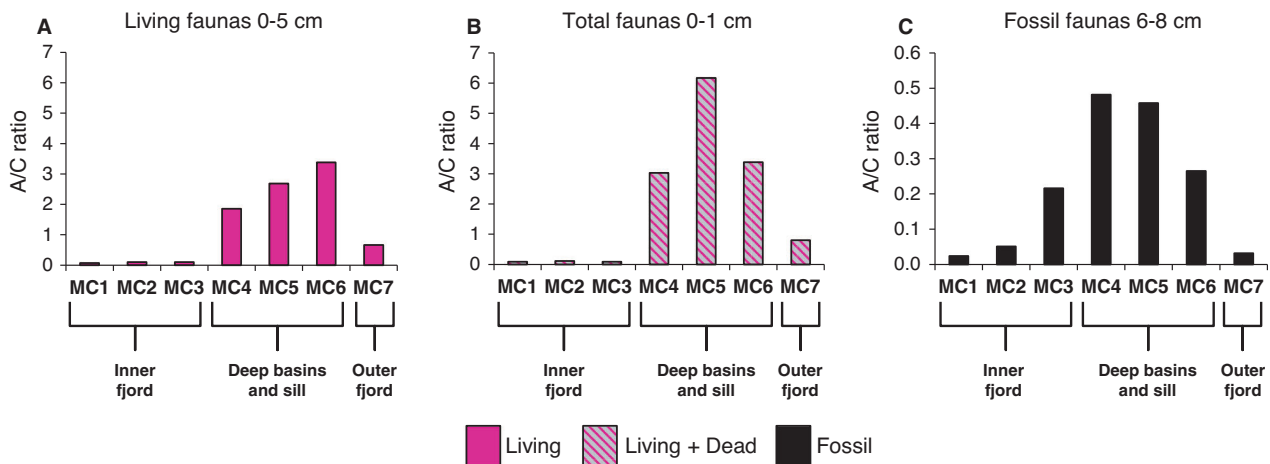 A
Living faunas 0-5 cm
A/C ratio
7
6
5
4
3
2
1
0
MC1 MC2 MC3 MC4 MC5 MC6 MC7
Inner
fjord
Deep basins
and sill
Outer
fjord
B
Total faunas 0-1 cm
A/C ratio
7
6
5
4
3
2
1
0
MC1 MC2 MC3 MC4 MC5 MC6 MC7
Inner
fjord
Deep basins
and sill
Outer
fjord
C
Fossil faunas 6-8 cm
A/C ratio
0.6
0.5
0.4
0.3
0.2
0.1
0.0
MC1 MC2 MC3 MC4 MC5 MC6 MC7
Inner
fjord
Deep basins
and sill
Outer
fjord
Living
Living + Dead
Fossil